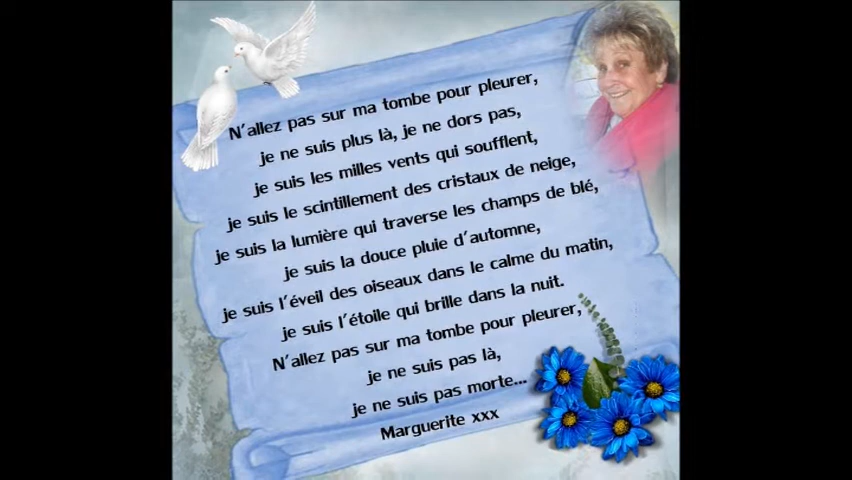 N'allez pas sur ma tombe pour pleurer,
je ne suis plus là, je ne dors pas,
je suis les milles vents qui soufflent,
je suis le scintillement des cristaux de neige,
je suis la lumière qui traverse les champs de blé,
je suis la douce pluie d'automne,
je suis l'éveil des oiseaux dans le calme du matin,
je suis l'étoile qui brille dans la nuit.
N'allez pas sur ma tombe pour pleurer,
je ne suis pas là,
je ne suis pas morte...
Marguerite xxx